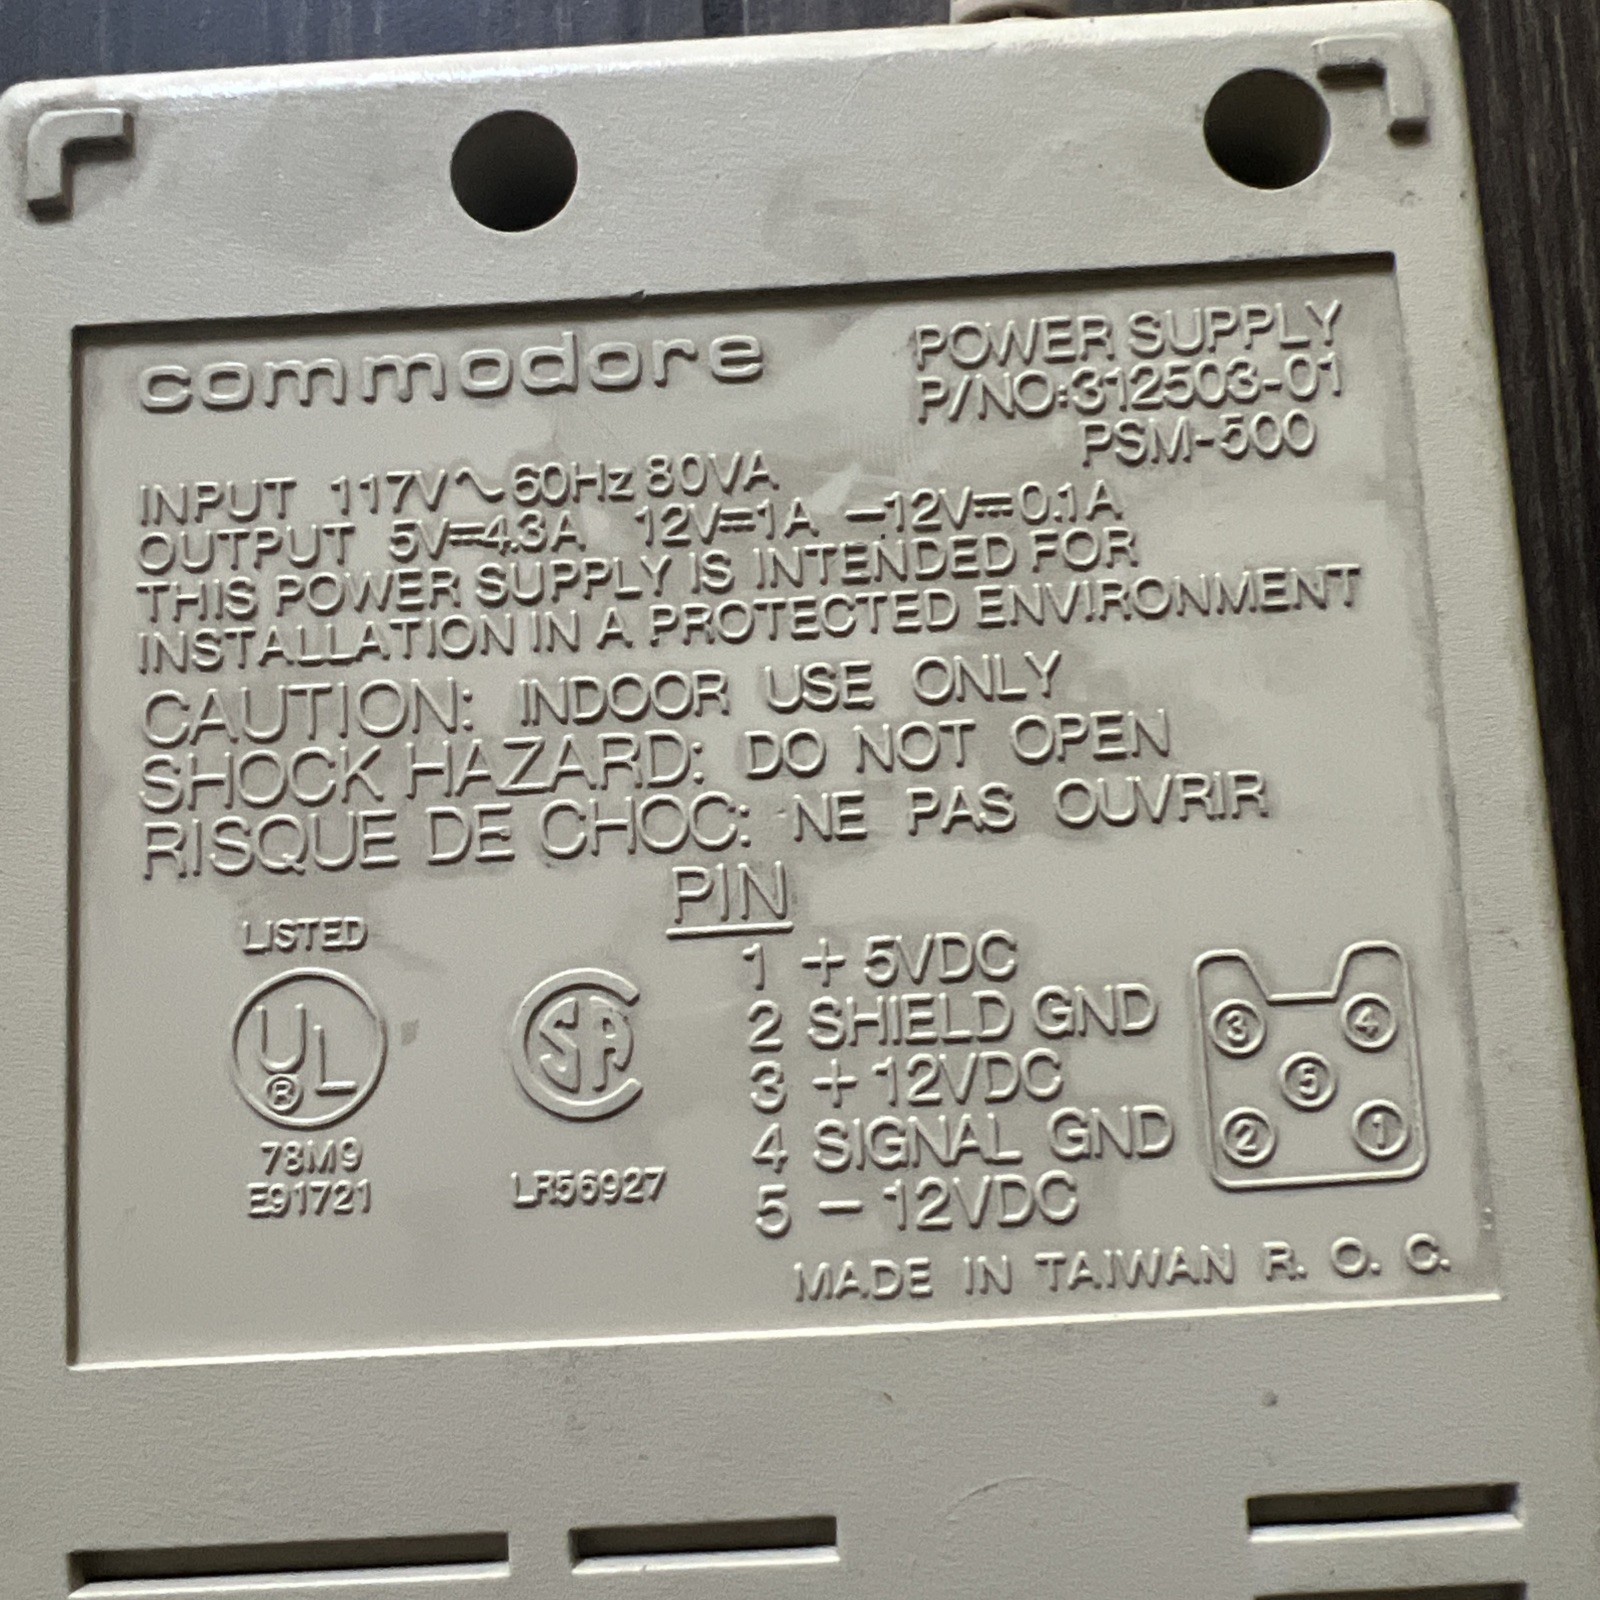 commodore
POWER SUPPLY
P/NO:312503-01
PSM-500
INPUT 117V~60Hz 80VA
OUTPUT 5V⎓4.3A 12V⎓1A -12V⎓0.1A
THIS POWER SUPPLY IS INTENDED FOR
INSTALLATION IN A PROTECTED ENVIRONMENT
CAUTION: INDOOR USE ONLY
SHOCK HAZARD: DO NOT OPEN
RISQUE DE CHOC: NE PAS OUVRIR
LISTED
UL
®
78M9
E91721
SA
LR56927
PIN
1 + 5VDC
2 SHIELD GND
3 + 12VDC
4 SIGNAL GND
5 - 12VDC
3 4
5
2 1
MADE IN TAIWAN R. O. C.